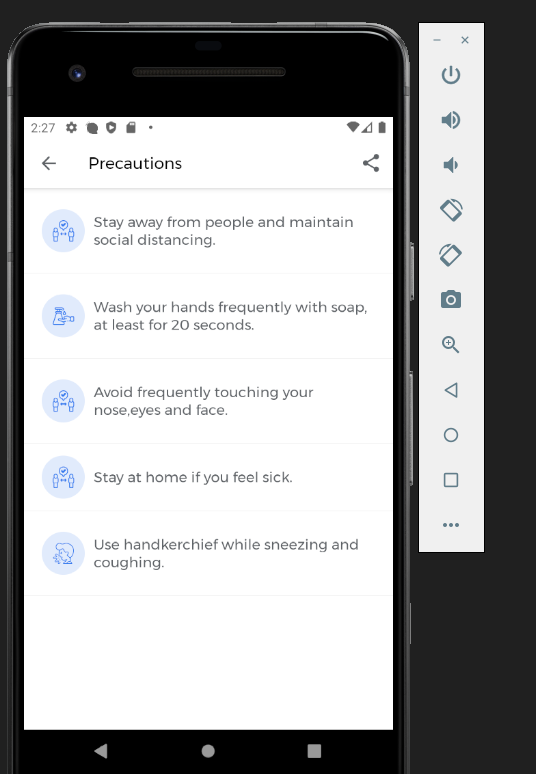 2:27
Precautions
Stay away from people and maintain
social distancing.
Wash your hands frequently with soap,
at least for 20 seconds.
Avoid frequently touching your
nose,eyes and face.
Stay at home if you feel sick.
Use handkerchief while sneezing and
coughing.